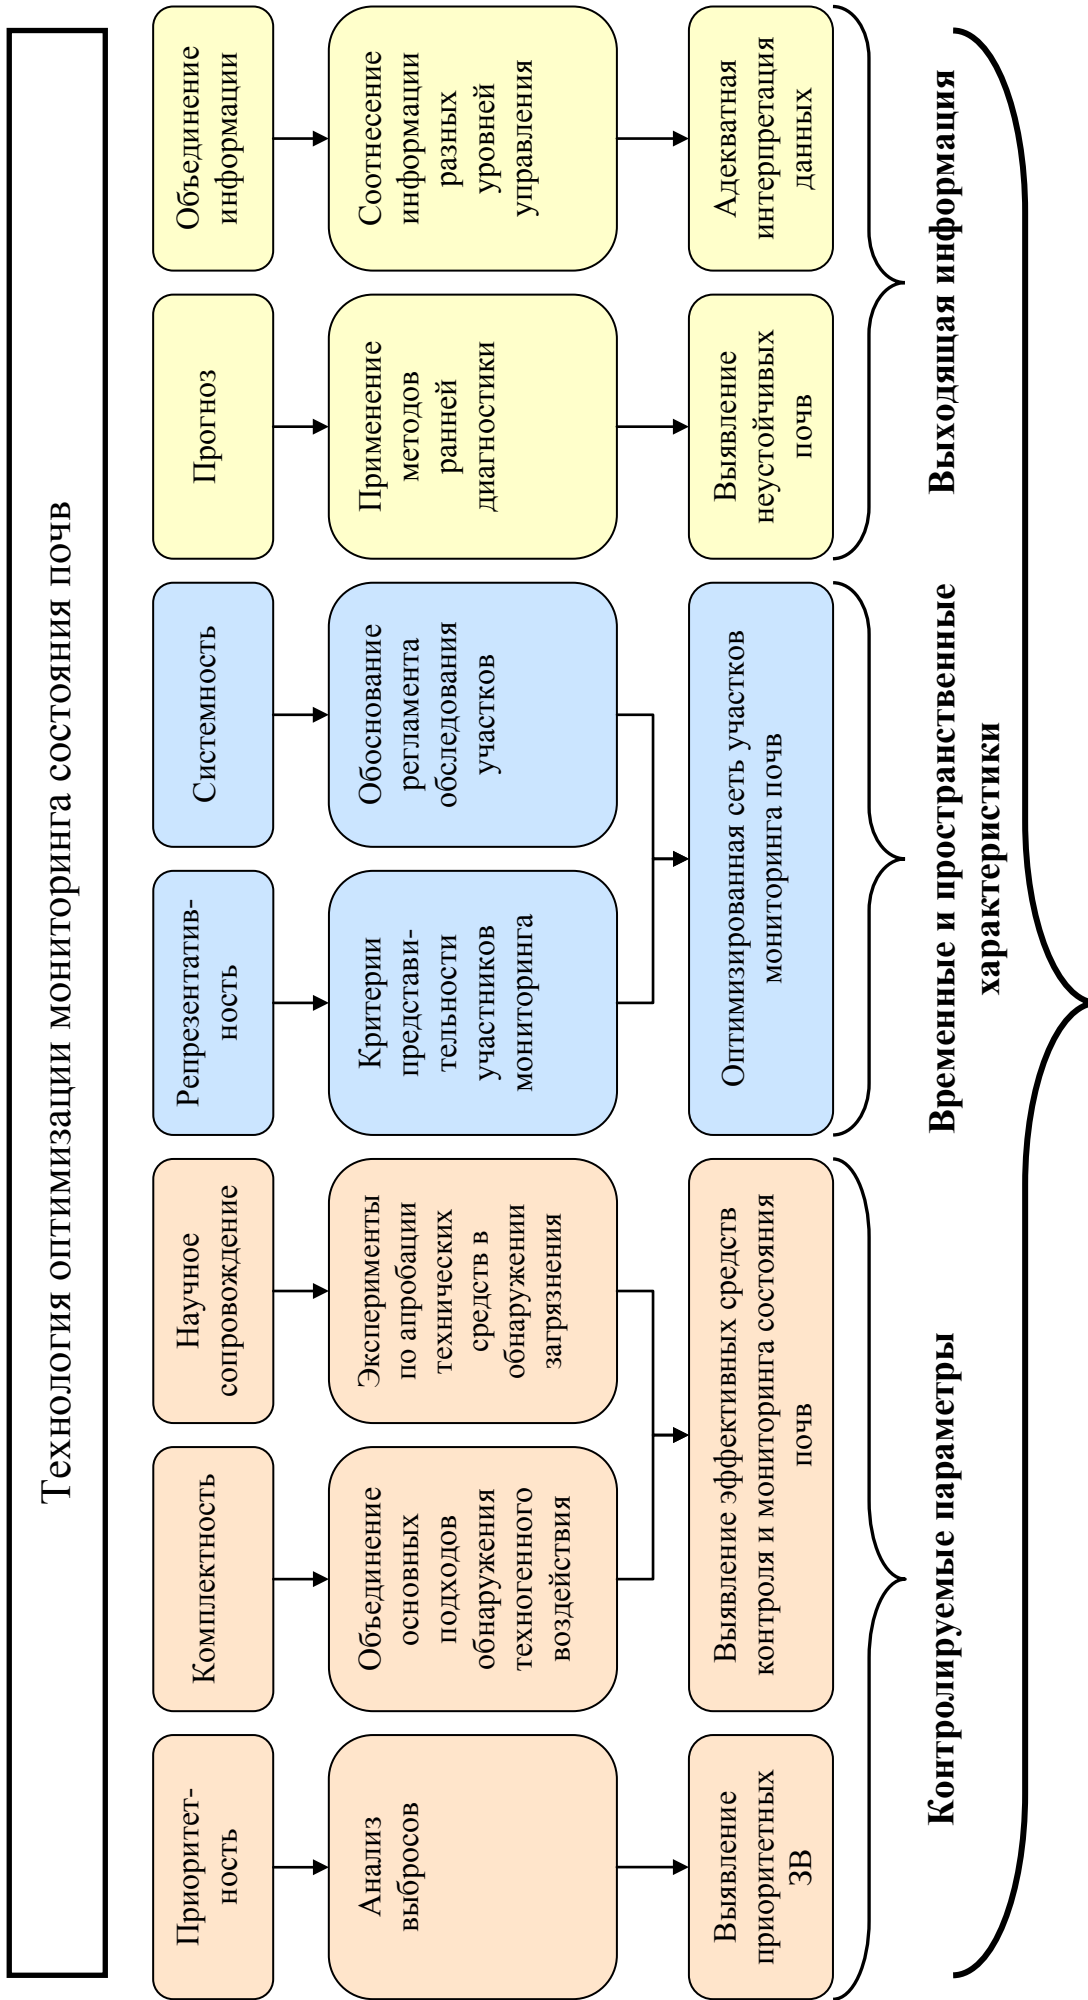 Технология оптимизации мониторинга состояния почв
Приоритет-
ность
Комплектность
Научное
сопровождение
Репрезентатив-
ность
Системность
Прогноз
Объединение
информации
Анализ
выбросов
Объединение
основных
подходов
обнаружения
техногенного
воздействия
Эксперименты
по апробации
технических
средств в
обнаружении
загрязнения
Критерии
представи-
тельности
участников
мониторинга
Обоснование
регламента
обследования
участков
Применение
методов
ранней
диагностики
Соотнесение
информации
разных
уровней
управления
Выявление
приоритетных
ЗВ
Выявление эффективных средств
контроля и мониторинга состояния
почв
Оптимизированная сеть участков
мониторинга почв
Выявление
неустойчивых
почв
Адекватная
интерпретация
данных
Контролируемые параметры
Временные и пространственные
характеристики
Выходящая информация